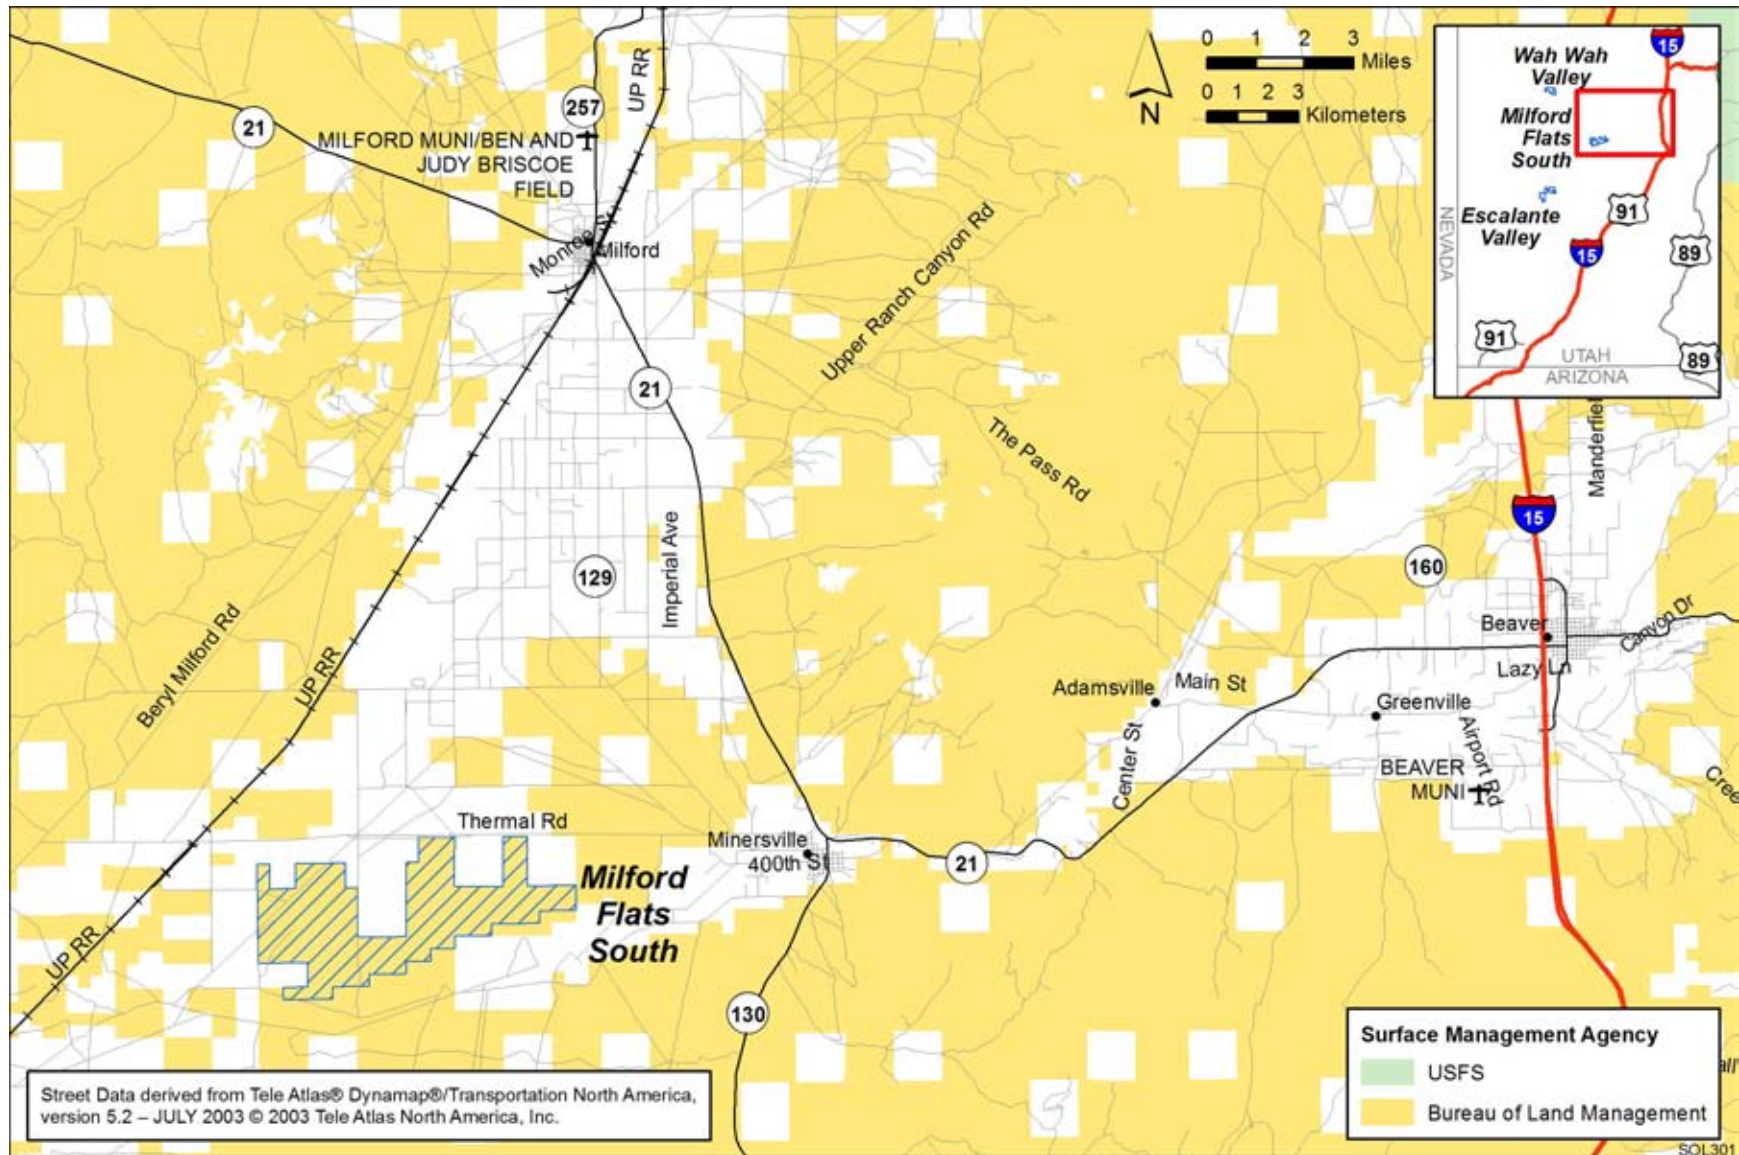 0 1 2 3
Miles
0 1 2 3
Kilometers
N
15
Wah Wah
Valley
Milford
Flats
South
Escalante
Valley
NEVADA
91
15
89
91
UTAH
ARIZONA
89
21
257
UP RR
MILFORD MUNI/BEN AND
JUDY BRISCOE
FIELD
Monroe St
Milford
Upper Ranch Canyon Rd
21
The Pass Rd
Manderfiel
15
129
Imperial Ave
160
Beryl Milford Rd
UP RR
Beaver
Canyon Dr
Lazy Ln
Adamsville
Main St
Greenville
Center St
Airport Rd
BEAVER
MUNI
Cree
Thermal Rd
Minersville
400th St
21
Milford
Flats
South
UP RR
130
Surface Management Agency
USFS
Bureau of Land Management
Street Data derived from Tele Atlas® Dynamap®/Transportation North America,
version 5.2 – JULY 2003 © 2003 Tele Atlas North America, Inc.
SOL301